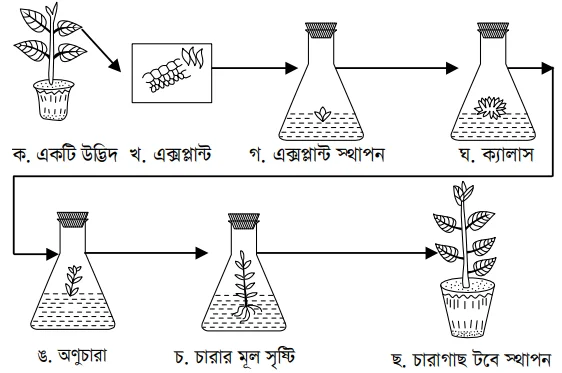 ক. একটি উদ্ভিদ খ. এক্সপ্লান্ট গ. এক্সপ্লান্ট স্থাপন ঘ. ক্যালাস
ঙ. অণুচারা চ. চারার মূল সৃষ্টি ছ. চারাগাছ টবে স্থাপন